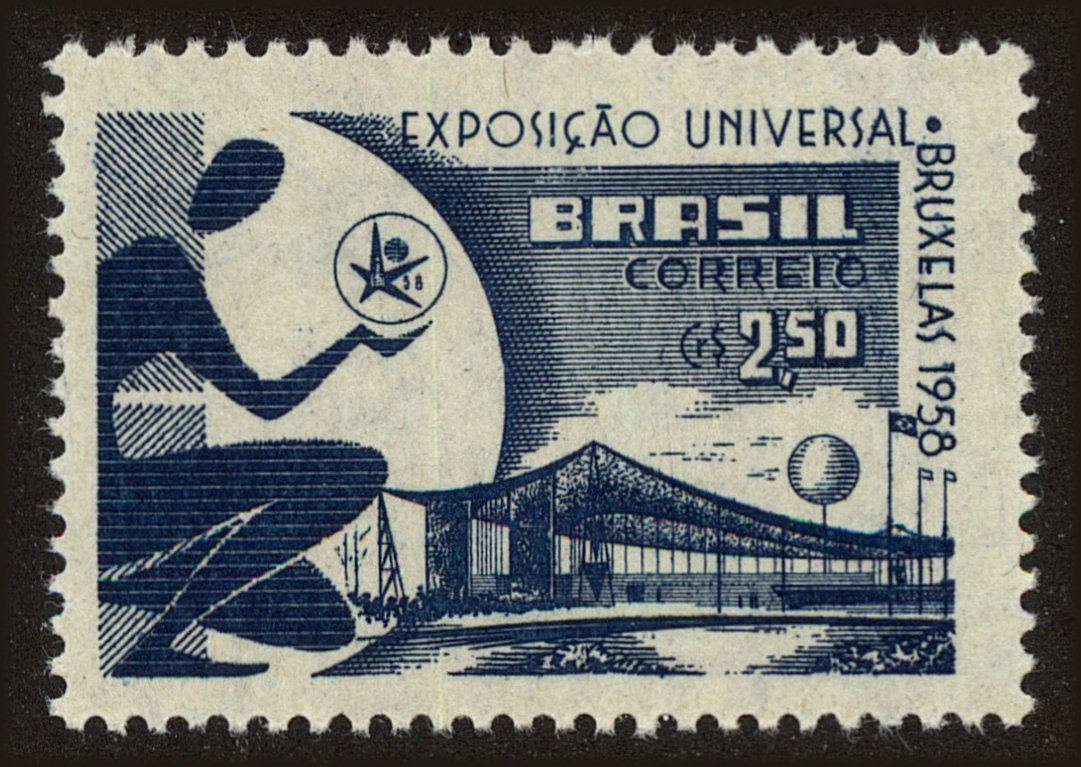 EXPOSIÇÃO UNIVERSAL • BRUXELAS 1958
BRASIL
CORREIO
Cr$ 2,50
58